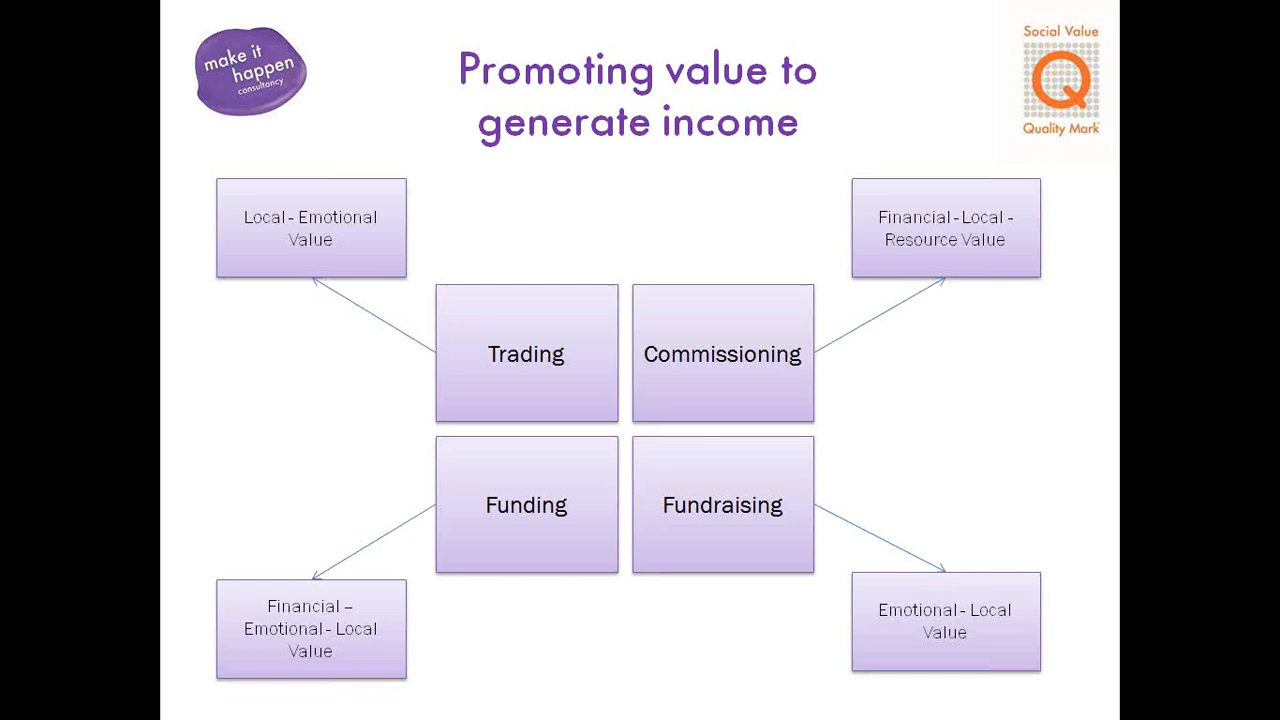 make it
happen
consultancy
Promoting value to
generate income
Social Value
Q
Quality Mark
Local - Emotional
Value
Financial - Local -
Resource Value
Trading
Commissioning
Funding
Fundraising
Financial –
Emotional - Local
Value
Emotional - Local
Value